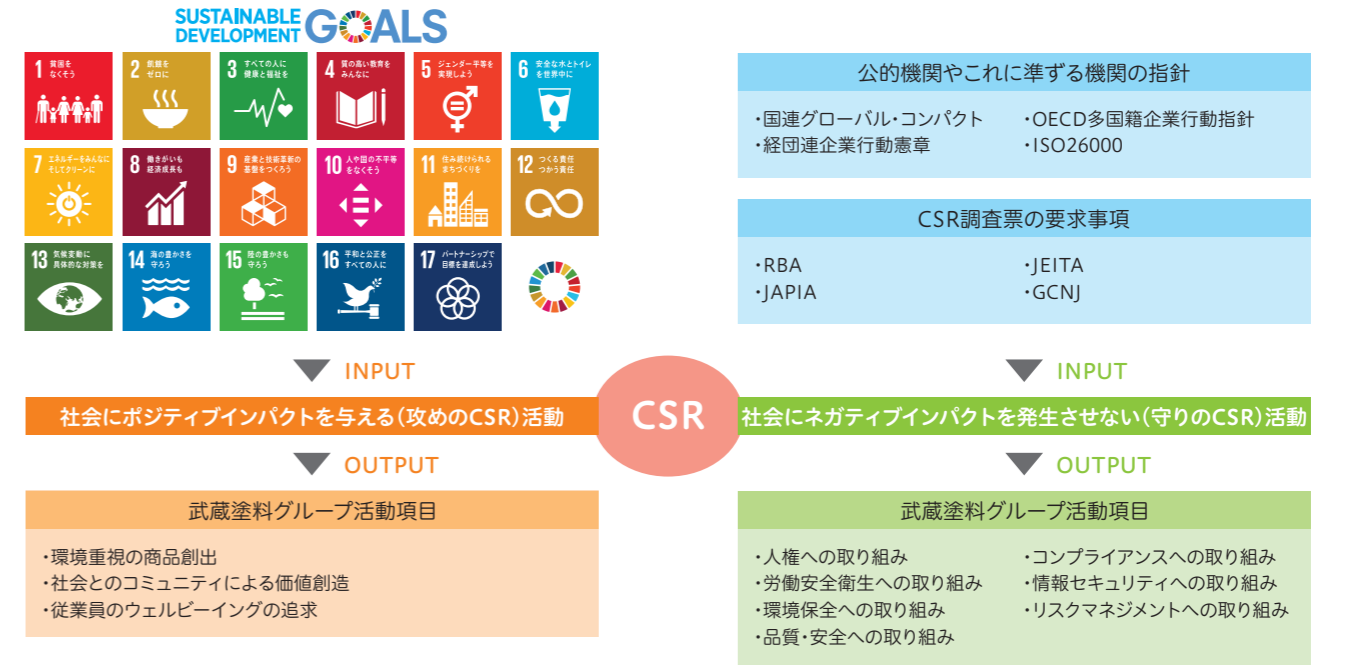 SUSTAINABLE
DEVELOPMENT
GOALS
1 貧困を
なくそう
2 飢餓を
ゼロに
3 すべての人に
健康と福祉を
4 質の高い教育を
みんなに
5 ジェンダー平等を
実現しよう
6 安全な水とトイレ
を世界中に
7 エネルギーをみんなに
そしてクリーンに
8 働きがいも
経済成長も
9 産業と技術革新の
基盤をつくろう
10 人や国の不平等
をなくそう
11 住み続けられる
まちづくりを
12 つくる責任
つかう責任
13 気候変動に
具体的な対策を
14 海の豊かさを
守ろう
15 陸の豊かさも
守ろう
16 平和と公正を
すべての人に
17 パートナーシップで
目標を達成しよう
公的機関やこれに準ずる機関の指針
・国連グローバル・コンパクト
・経団連企業行動憲章
・OECD多国籍企業行動指針
・ISO26000
CSR調査票の要求事項
・RBA
・JAPIA
・JEITA
・GCNJ
INPUT
社会にポジティブインパクトを与える（攻めのCSR）活動
OUTPUT
武蔵塗料グループ活動項目
・環境重視の商品創出
・社会とのコミュニティによる価値創造
・従業員のウェルビーイングの追求
CSR
INPUT
社会にネガティブインパクトを発生させない（守りのCSR）活動
OUTPUT
武蔵塗料グループ活動項目
・人権への取り組み
・労働安全衛生への取り組み
・環境保全への取り組み
・品質・安全への取り組み
・コンプライアンスへの取り組み
・情報セキュリティへの取り組み
・リスクマネジメントへの取り組み